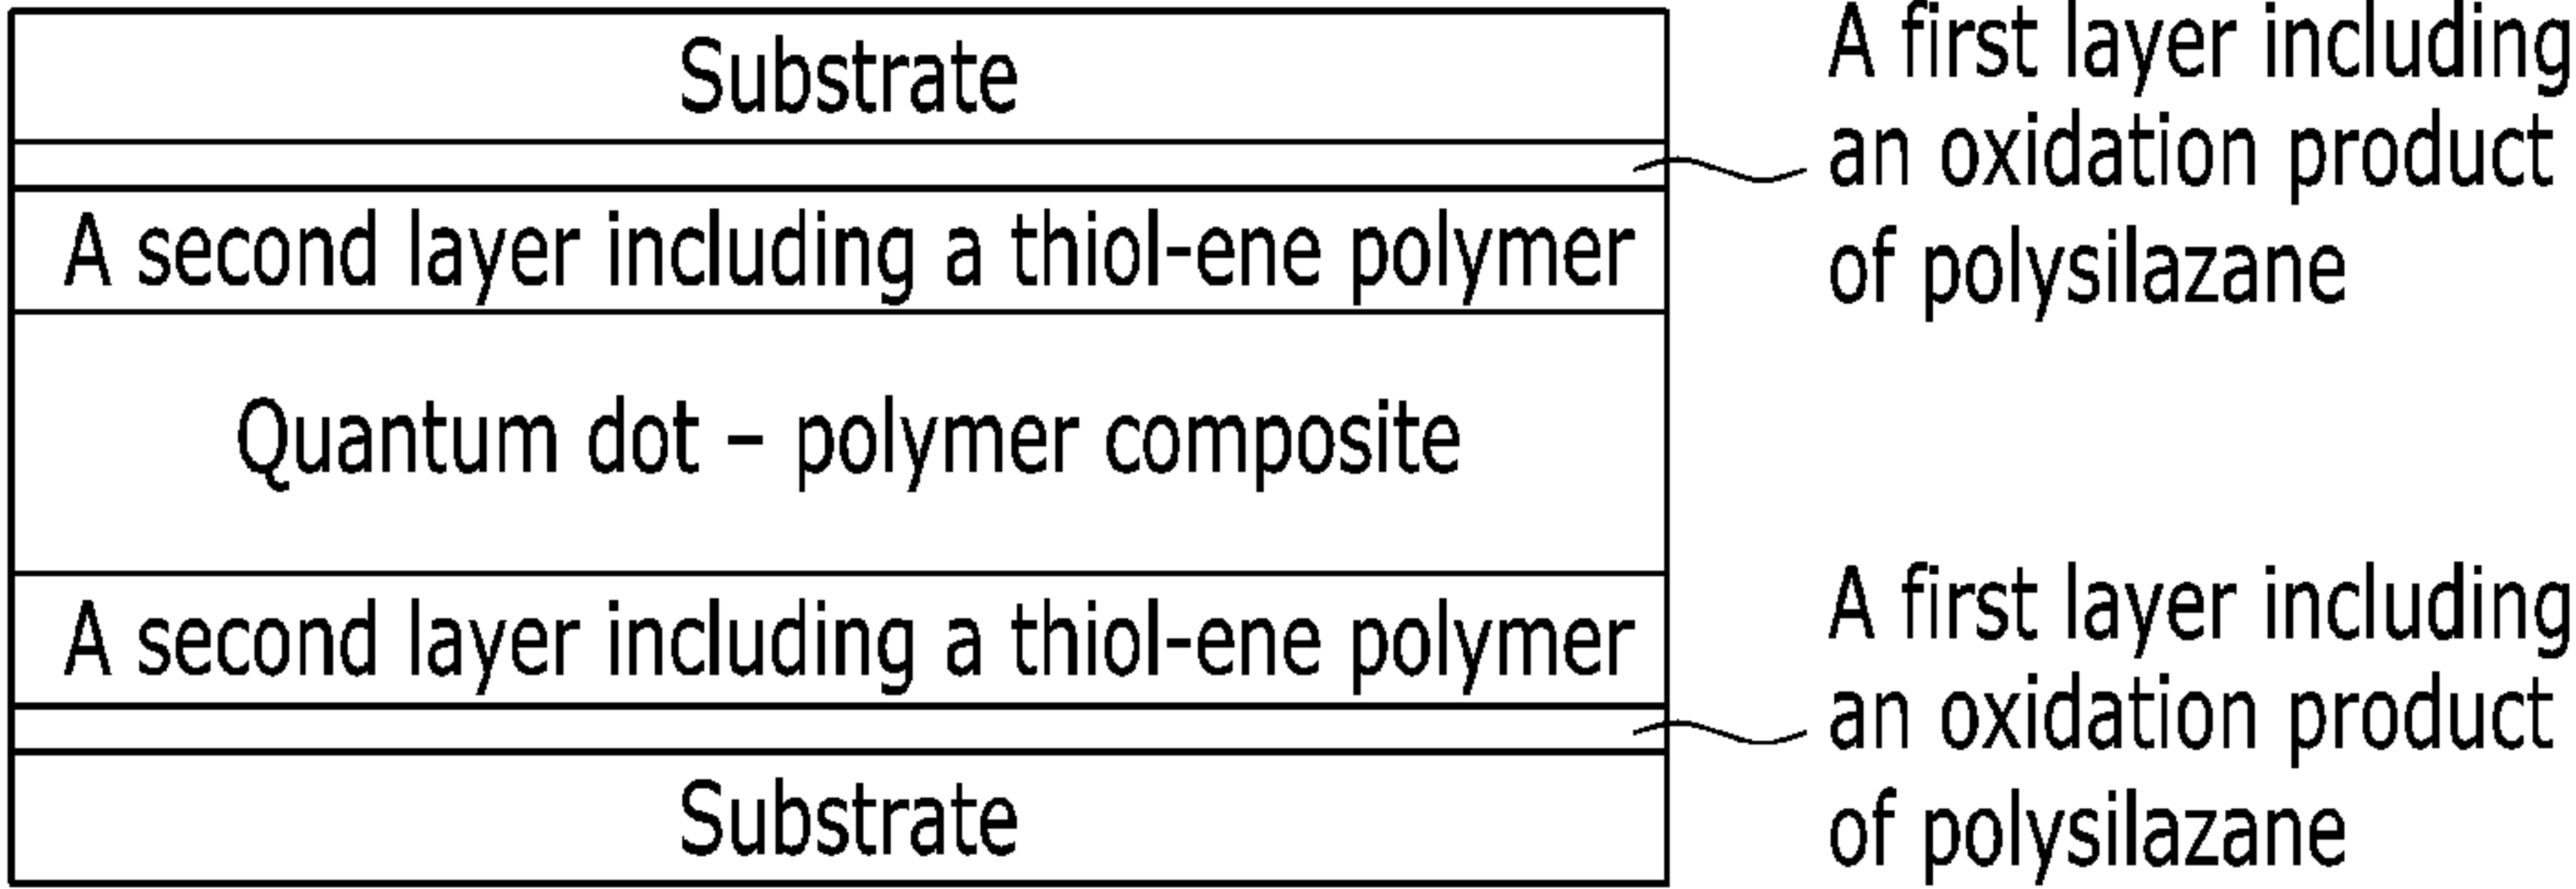 Substrate
A first layer including
an oxidation product
of polysilazane
A second layer including a thiol-ene polymer
Quantum dot – polymer composite
A second layer including a thiol-ene polymer
A first layer including
an oxidation product
of polysilazane
Substrate